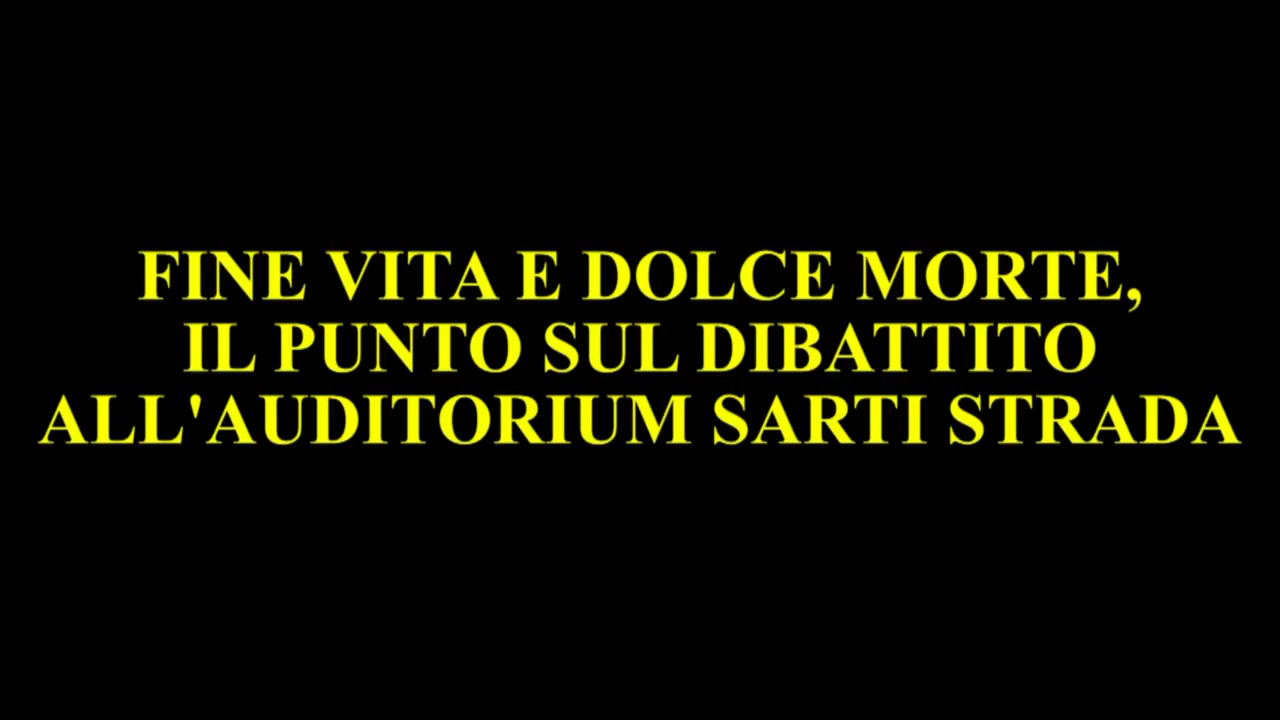 FINE VITA E DOLCE MORTE,
IL PUNTO SUL DIBATTITO
ALL'AUDITORIUM SARTI STRADA